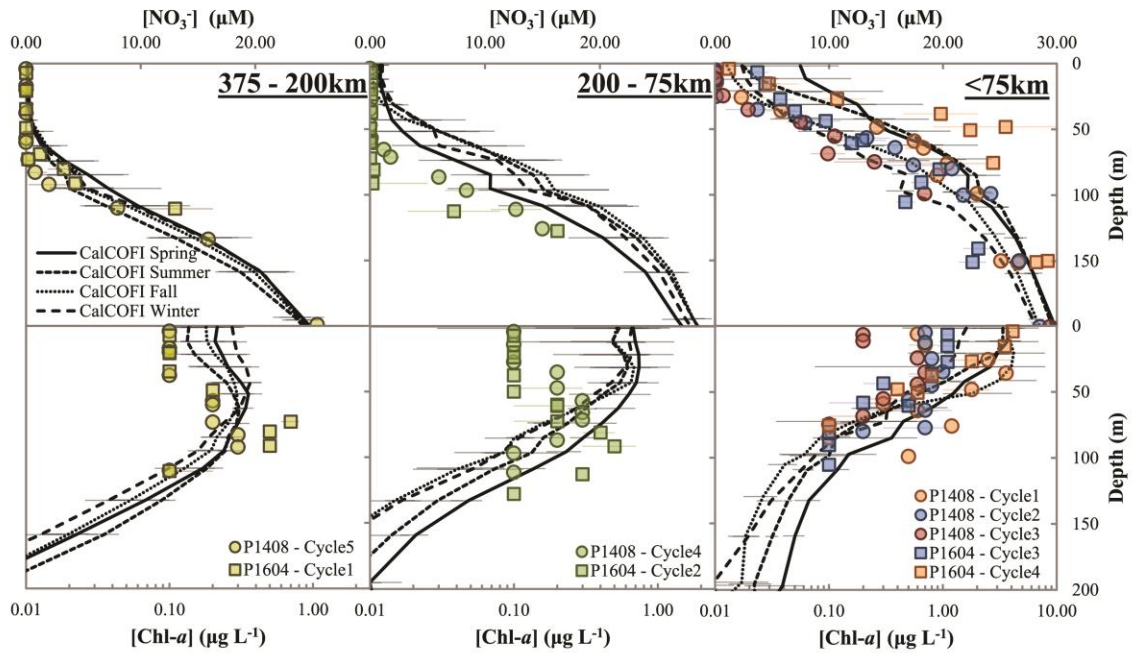 [NO₃⁻] (μM) [NO₃⁻] (μM) [NO₃⁻] (μM)
0.00 10.00 20.00 0.00 10.00 20.00 0.00 10.00 20.00 30.00
375 - 200km 200 - 75km <75km
0
50
100
150
0
Depth (m)
CalCOFI Spring
CalCOFI Summer
CalCOFI Fall
CalCOFI Winter
50
100
150
200
Depth (m)
P1408 - Cycle5
P1604 - Cycle1
P1408 - Cycle4
P1604 - Cycle2
P1408 - Cycle1
P1408 - Cycle2
P1408 - Cycle3
P1604 - Cycle3
P1604 - Cycle4
0.01 0.10 1.00 0.01 0.10 1.00 0.01 0.10 1.00 10.00
[Chl-a] (μg L⁻¹) [Chl-a] (μg L⁻¹) [Chl-a] (μg L⁻¹)